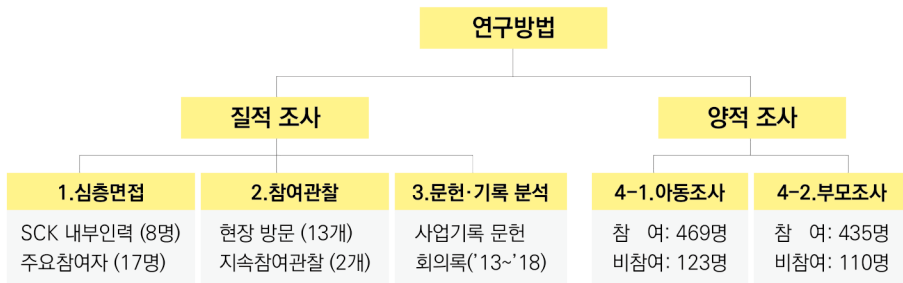 연구방법
질적 조사
양적 조사
1.심층면접
SCK 내부인력 (8명)
주요참여자 (17명)
2.참여관찰
현장 방문 (13개)
지속참여관찰 (2개)
3.문헌·기록 분석
사업기록 문헌
회의록('13~'18)
4-1.아동조사
참 여: 469명
비참여: 123명
4-2.부모조사
참 여: 435명
비참여: 110명